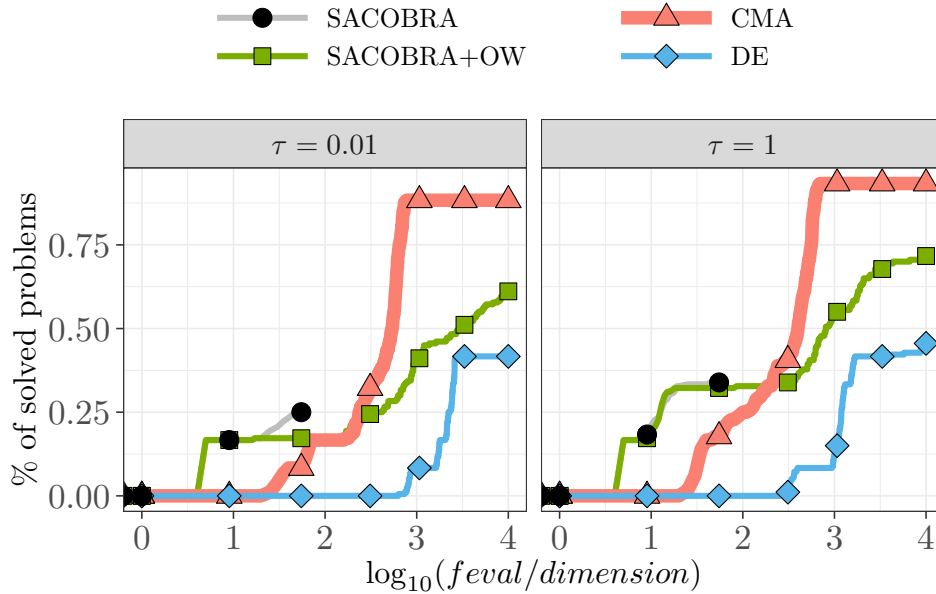 SACOBRA
CMA
SACOBRA+OW
DE
τ = 0.01
τ = 1
% of solved problems
0.75
0.50
0.25
0.00
0 1 2 3 4
0 1 2 3 4
log₁₀(feval/dimension)